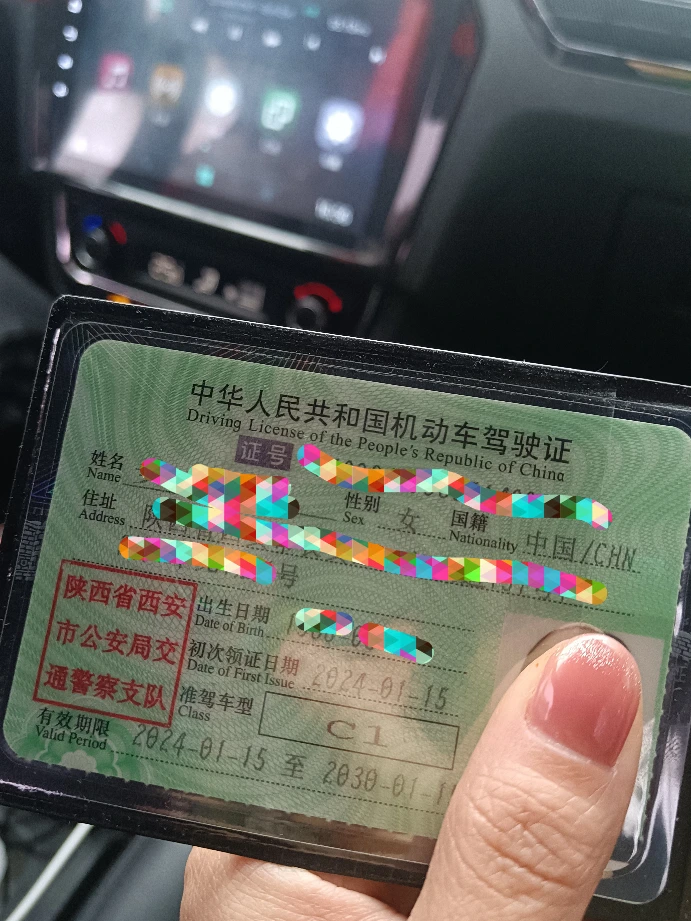 中华人民共和国机动车驾驶证
Driving License of the People's Republic of China
证号
姓名
Name
性别 女 国籍 中国/CHN
Sex Nationality
住址
Address
号
出生日期
Date of Birth
初次领证日期 2024-01-15
Date of First Issue
准驾车型 C1
Class
陕西省西安
市公安局交
通警察支队
有效期限 2024-01-15 至 2030-01-1
Valid Period